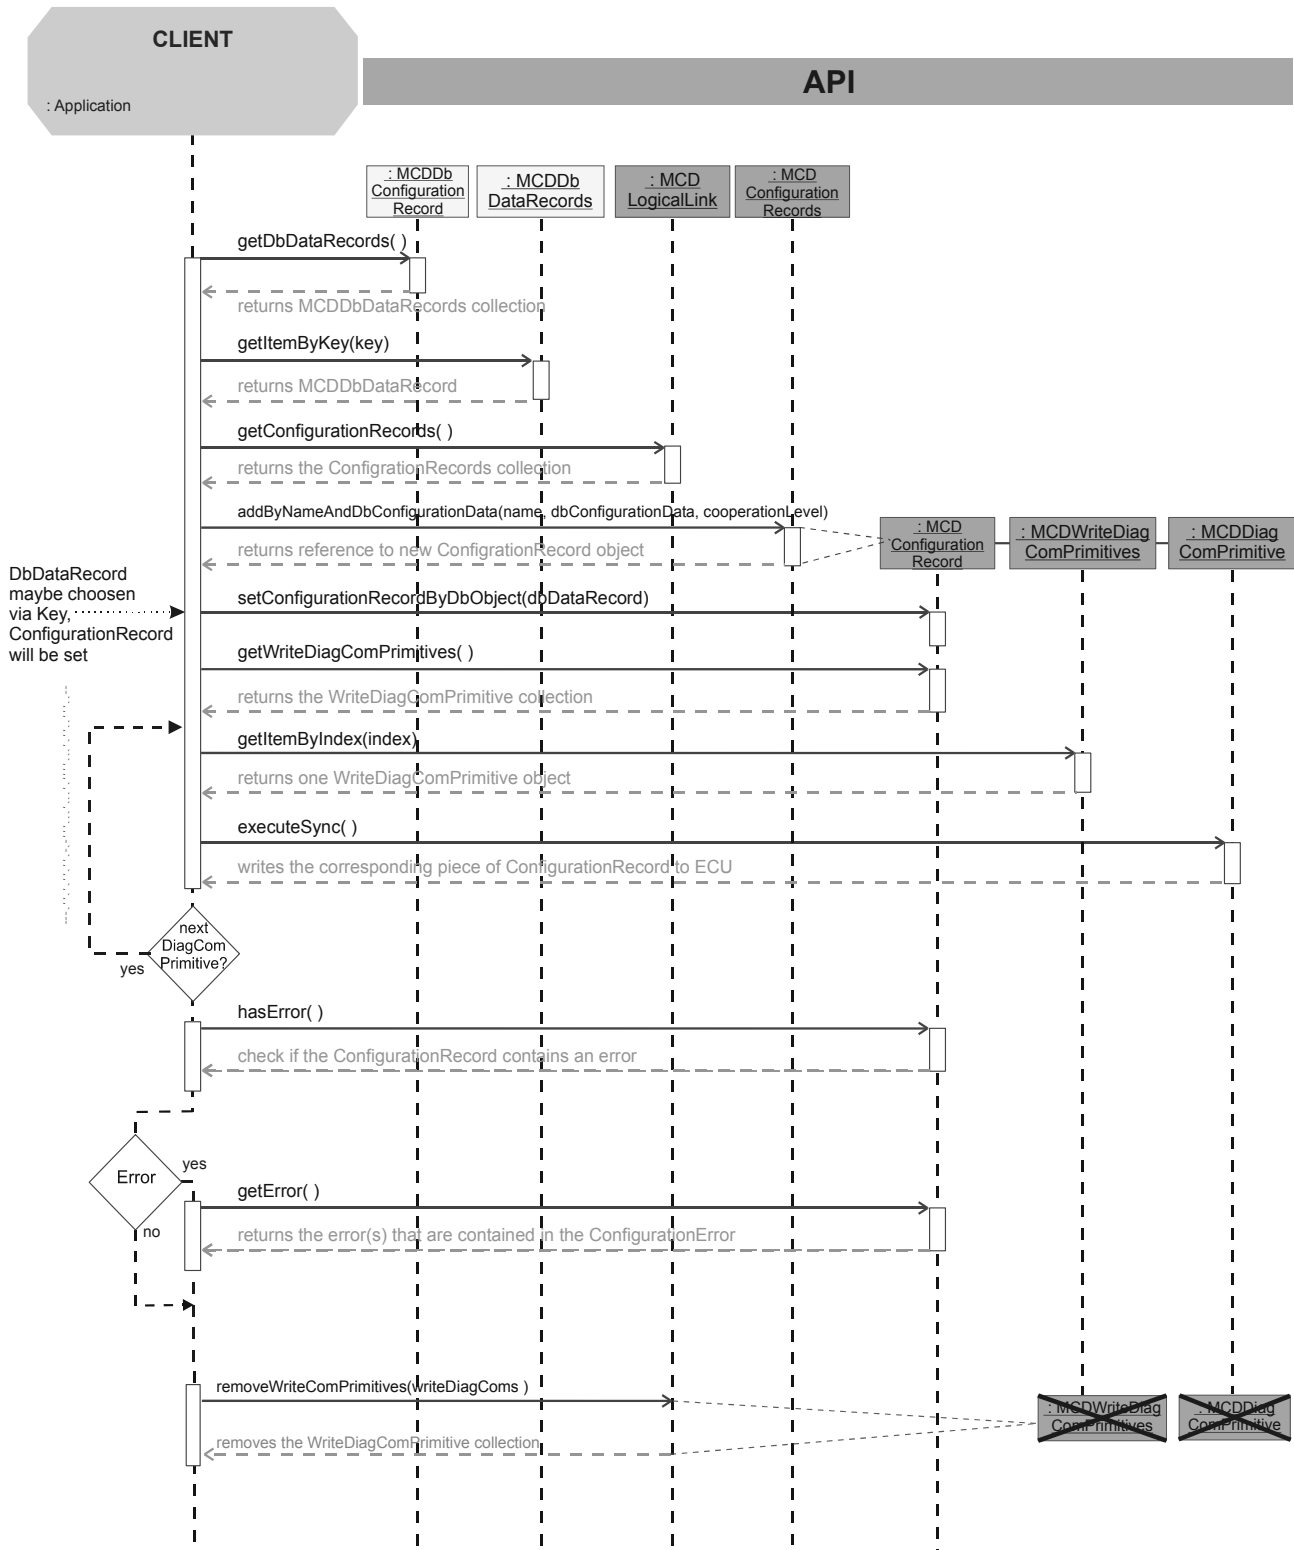 CLIENT
: Application
API
: MCDDb
Configuration
Record
: MCDDb
DataRecords
: MCD
LogicalLink
: MCD
Configuration
Records
getDbDataRecords( )
returns MCDDbDataRecords collection
getItemByKey(key)
returns MCDDbDataRecord
getConfigurationRecords( )
returns the ConfigrationRecords collection
addByNameAndDbConfigurationData(name, dbConfigurationData, cooperationLevel)
returns reference to new ConfigrationRecord object
: MCD
Configuration
Record
: MCDWriteDiag
ComPrimitives
: MCDDiag
ComPrimitive
DbDataRecord
maybe choosen
via Key,
ConfigurationRecord
will be set
setConfigurationRecordByDbObject(dbDataRecord)
getWriteDiagComPrimitives( )
returns the WriteDiagComPrimitive collection
getItemByIndex(index)
returns one WriteDiagComPrimitive object
executeSync( )
writes the corresponding piece of ConfigurationRecord to ECU
next
DiagCom
Primitive?
yes
hasError( )
check if the ConfigurationRecord contains an error
Error
yes
no
getError( )
returns the error(s) that are contained in the ConfigurationError
removeWriteComPrimitives(writeDiagComs )
removes the WriteDiagComPrimitive collection
: MCDWriteDiag
ComPrimittives
: MCDDiag
ComPrimitive